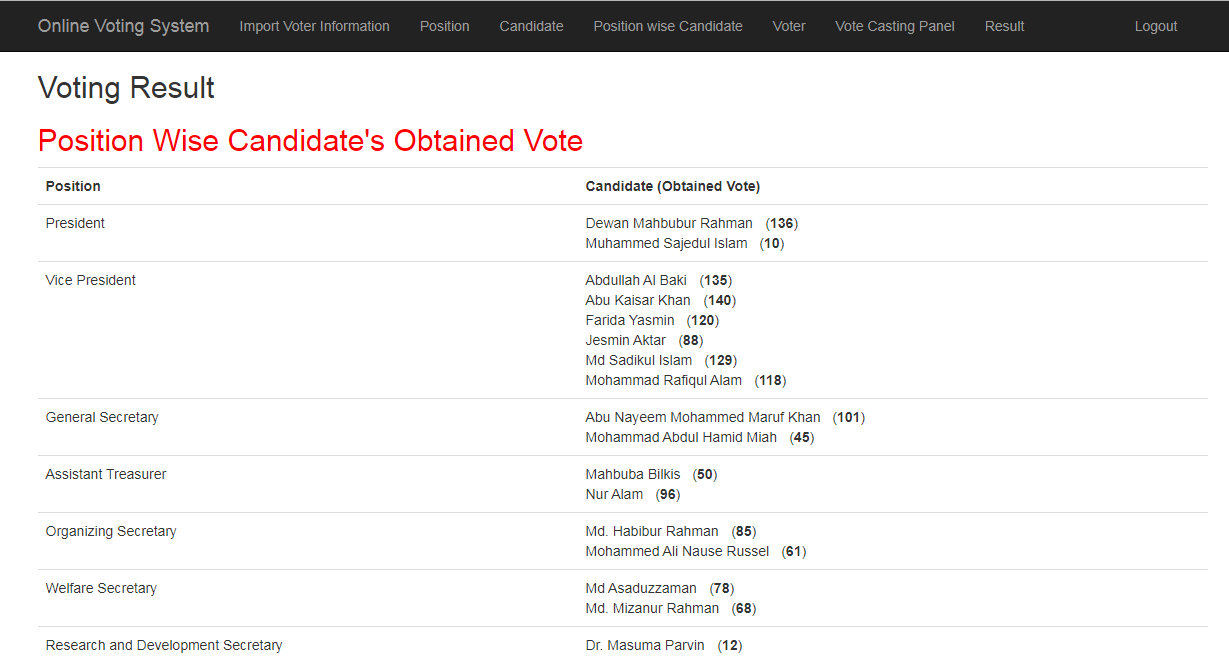 Online Voting System Import Voter Information Position Candidate Position wise Candidate Voter Vote Casting Panel Result Logout
Voting Result
Position Wise Candidate's Obtained Vote
Position Candidate (Obtained Vote)
President Dewan Mahbubur Rahman (136)
Muhammed Sajedul Islam (10)
Vice President Abdullah Al Baki (135)
Abu Kaisar Khan (140)
Farida Yasmin (120)
Jesmin Aktar (88)
Md Sadikul Islam (129)
Mohammad Rafiqul Alam (118)
General Secretary Abu Nayeem Mohammed Maruf Khan (101)
Mohammad Abdul Hamid Miah (45)
Assistant Treasurer Mahbuba Bilkis (50)
Nur Alam (96)
Organizing Secretary Md. Habibur Rahman (85)
Mohammed Ali Nause Russel (61)
Welfare Secretary Md Asaduzzaman (78)
Md. Mizanur Rahman (68)
Research and Development Secretary Dr. Masuma Parvin (12)